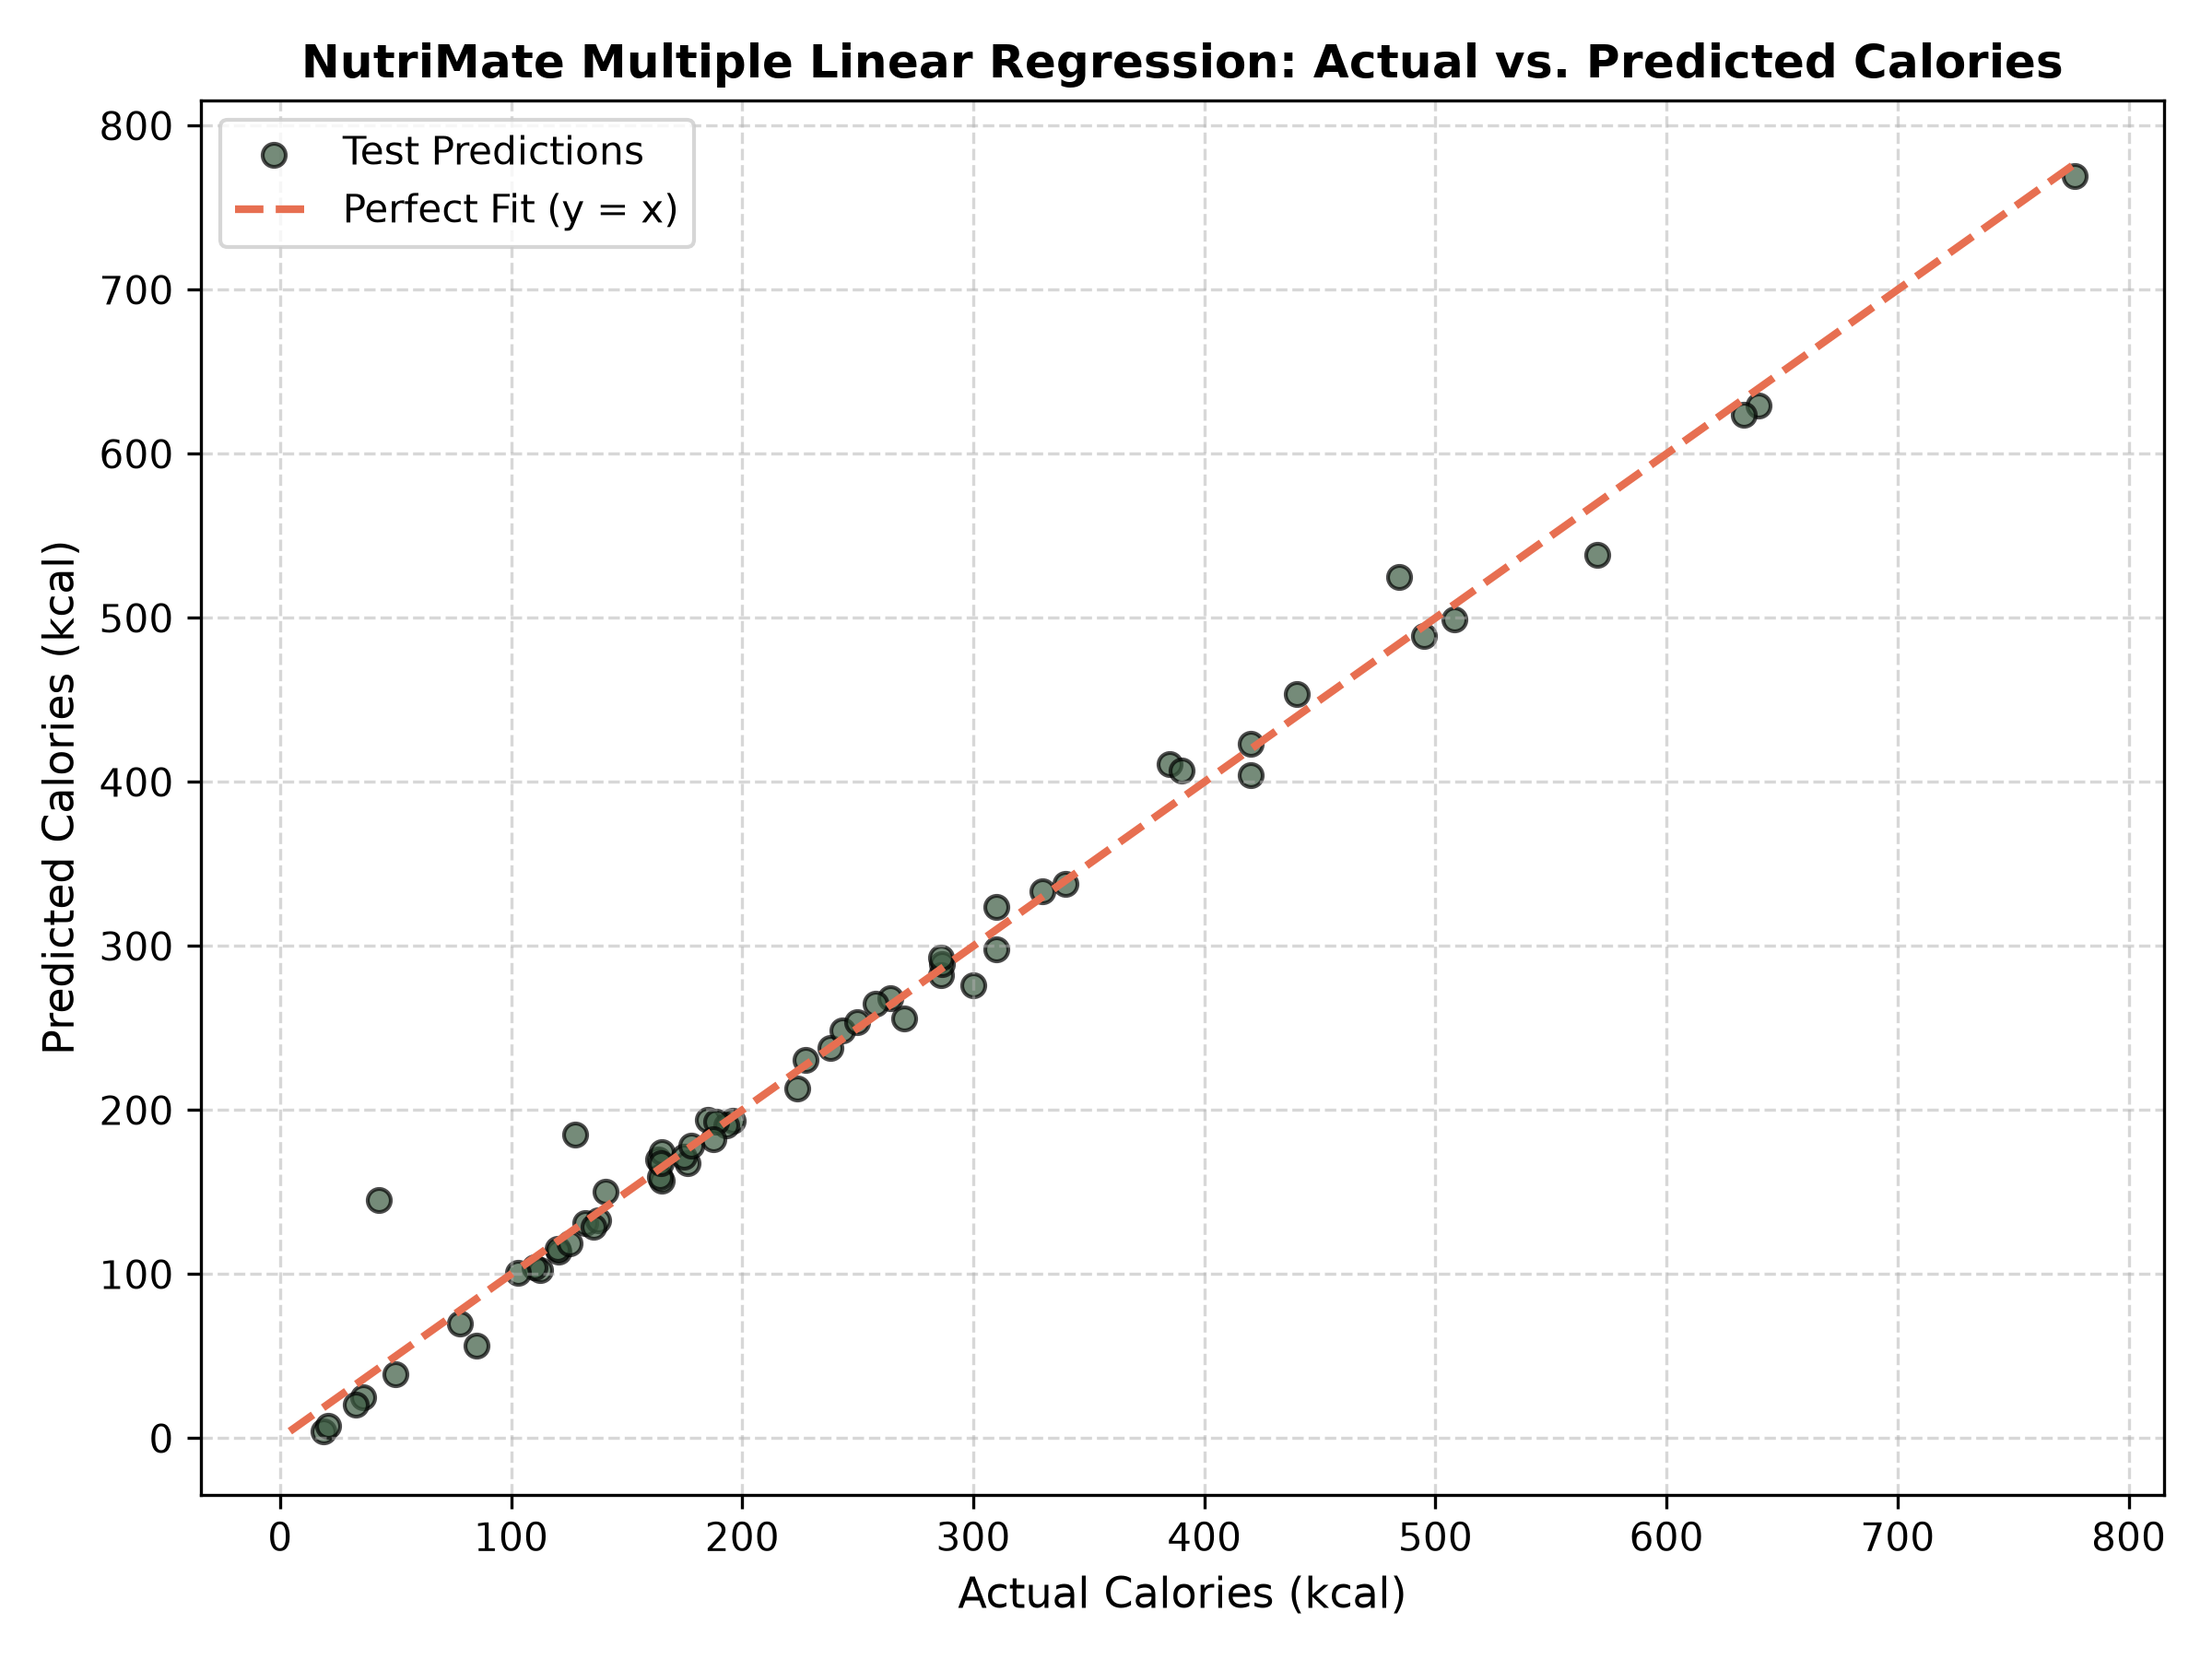 NutriMate Multiple Linear Regression: Actual vs. Predicted Calories
Test Predictions
Perfect Fit (y = x)
800
700
600
500
400
300
200
100
0
Predicted Calories (kcal)
0 100 200 300 400 500 600 700 800
Actual Calories (kcal)